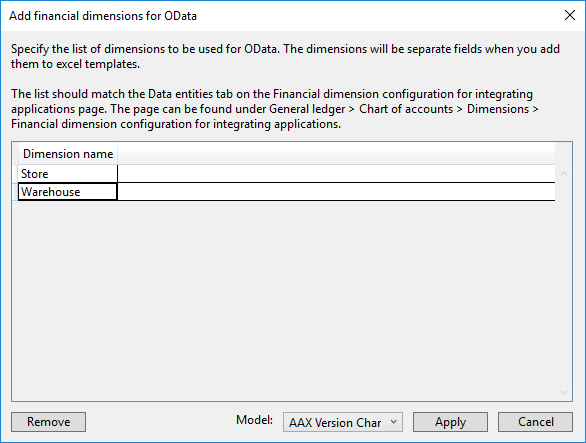 Add financial dimensions for OData
Specify the list of dimensions to be used for OData. The dimensions will be separate fields when you add
them to excel templates.
The list should match the Data entities tab on the Financial dimension configuration for integrating
applications page. The page can be found under General ledger > Chart of accounts > Dimensions >
Financial dimension configuration for integrating applications.
Dimension name
Store
Warehouse
Remove
Model:
AAX Version Char
Apply
Cancel